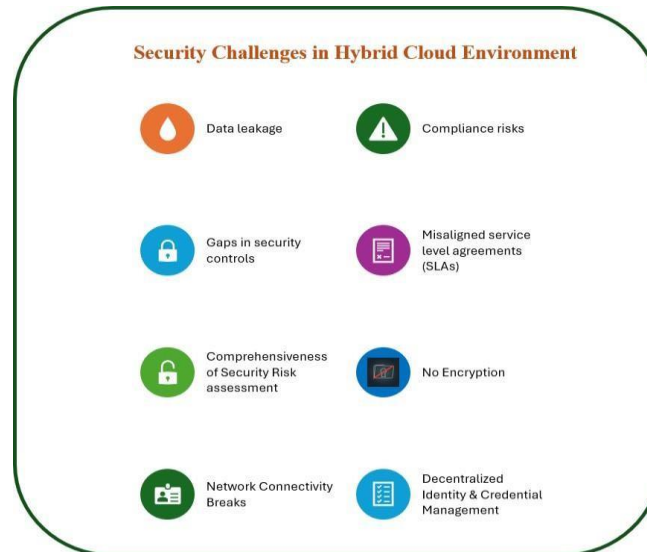 Security Challenges in Hybrid Cloud Environment
Data leakage
Compliance risks
Gaps in security
controls
Misaligned service
level agreements
(SLAs)
Comprehensiveness
of Security Risk
assessment
No Encryption
Network Connectivity
Breaks
Decentralized
Identity & Credential
Management